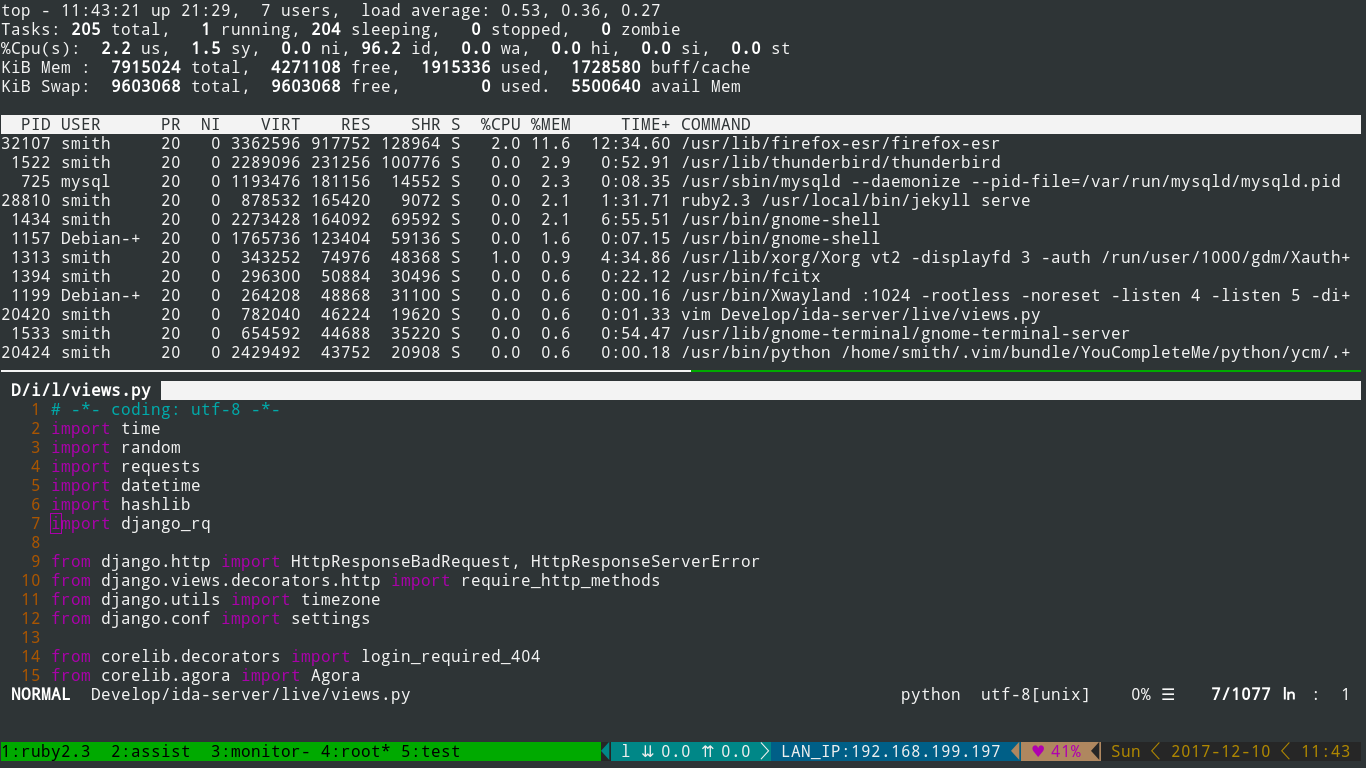 top - 11:43:21 up 21:29,  7 users,  load average: 0.53, 0.36, 0.27
Tasks: 205 total,   1 running, 204 sleeping,   0 stopped,   0 zombie
%Cpu(s):  2.2 us,  1.5 sy,  0.0 ni, 96.2 id,  0.0 wa,  0.0 hi,  0.0 si,  0.0 st
KiB Mem :  7915024 total,  4271108 free,  1915336 used,  1728580 buff/cache
KiB Swap:  9603068 total,  9603068 free,        0 used.  5500640 avail Mem
  PID USER      PR  NI    VIRT    RES    SHR S  %CPU %MEM     TIME+ COMMAND
32107 smith     20   0 3362596 917752 128964 S   2.0 11.6  12:34.60 /usr/lib/firefox-esr/firefox-esr
 1522 smith     20   0 2289096 231256 100776 S   0.0  2.9   0:52.91 /usr/lib/thunderbird/thunderbird
  725 mysql     20   0 1193476 181156  14552 S   0.0  2.3   0:08.35 /usr/sbin/mysqld --daemonize --pid-file=/var/run/mysqld/mysqld.pid
28810 smith     20   0  878532 165420   9072 S   0.0  2.1   1:31.71 ruby2.3 /usr/local/bin/jekyll serve
 1434 smith     20   0 2273428 164092  69592 S   0.0  2.1   6:55.51 /usr/bin/gnome-shell
 1157 Debian-+  20   0 1765736 123404  59136 S   0.0  1.6   0:07.15 /usr/bin/gnome-shell
 1313 smith     20   0  343252  74976  48368 S   1.0  0.9   4:34.86 /usr/lib/xorg/Xorg vt2 -displayfd 3 -auth /run/user/1000/gdm/Xauth+
 1394 smith     20   0  296300  50884  30496 S   0.0  0.6   0:22.12 /usr/bin/fcitx
 1199 Debian-+  20   0  264208  48868  31100 S   0.0  0.6   0:00.16 /usr/bin/Xwayland :1024 -rootless -noreset -listen 4 -listen 5 -di+
20420 smith     20   0  782040  46224  19620 S   0.0  0.6   0:01.33 vim Develop/ida-server/live/views.py
 1533 smith     20   0  654592  44688  35220 S   0.0  0.6   0:54.47 /usr/lib/gnome-terminal/gnome-terminal-server
20424 smith     20   0 2429492  43752  20908 S   0.0  0.6   0:00.18 /usr/bin/python /home/smith/.vim/bundle/YouCompleteMe/python/ycm/.+
D/i/l/views.py
1 # -*- coding: utf-8 -*-
2 import time
3 import random
4 import requests
5 import datetime
6 import hashlib
7 import django_rq
8
9 from django.http import HttpResponseBadRequest, HttpResponseServerError
10 from django.views.decorators.http import require_http_methods
11 from django.utils import timezone
12 from django.conf import settings
13
14 from corelib.decorators import login_required_404
15 from corelib.agora import Agora
NORMAL  Develop/ida-server/live/views.py  python  utf-8[unix]  0% ☰  7/1077 ln :  1
1:ruby2.3  2:assist  3:monitor- 4:root* 5:test  l ⇊ 0.0 ⇈ 0.0  LAN_IP:192.168.199.197  ♥ 41%  Sun  2017-12-10  11:43